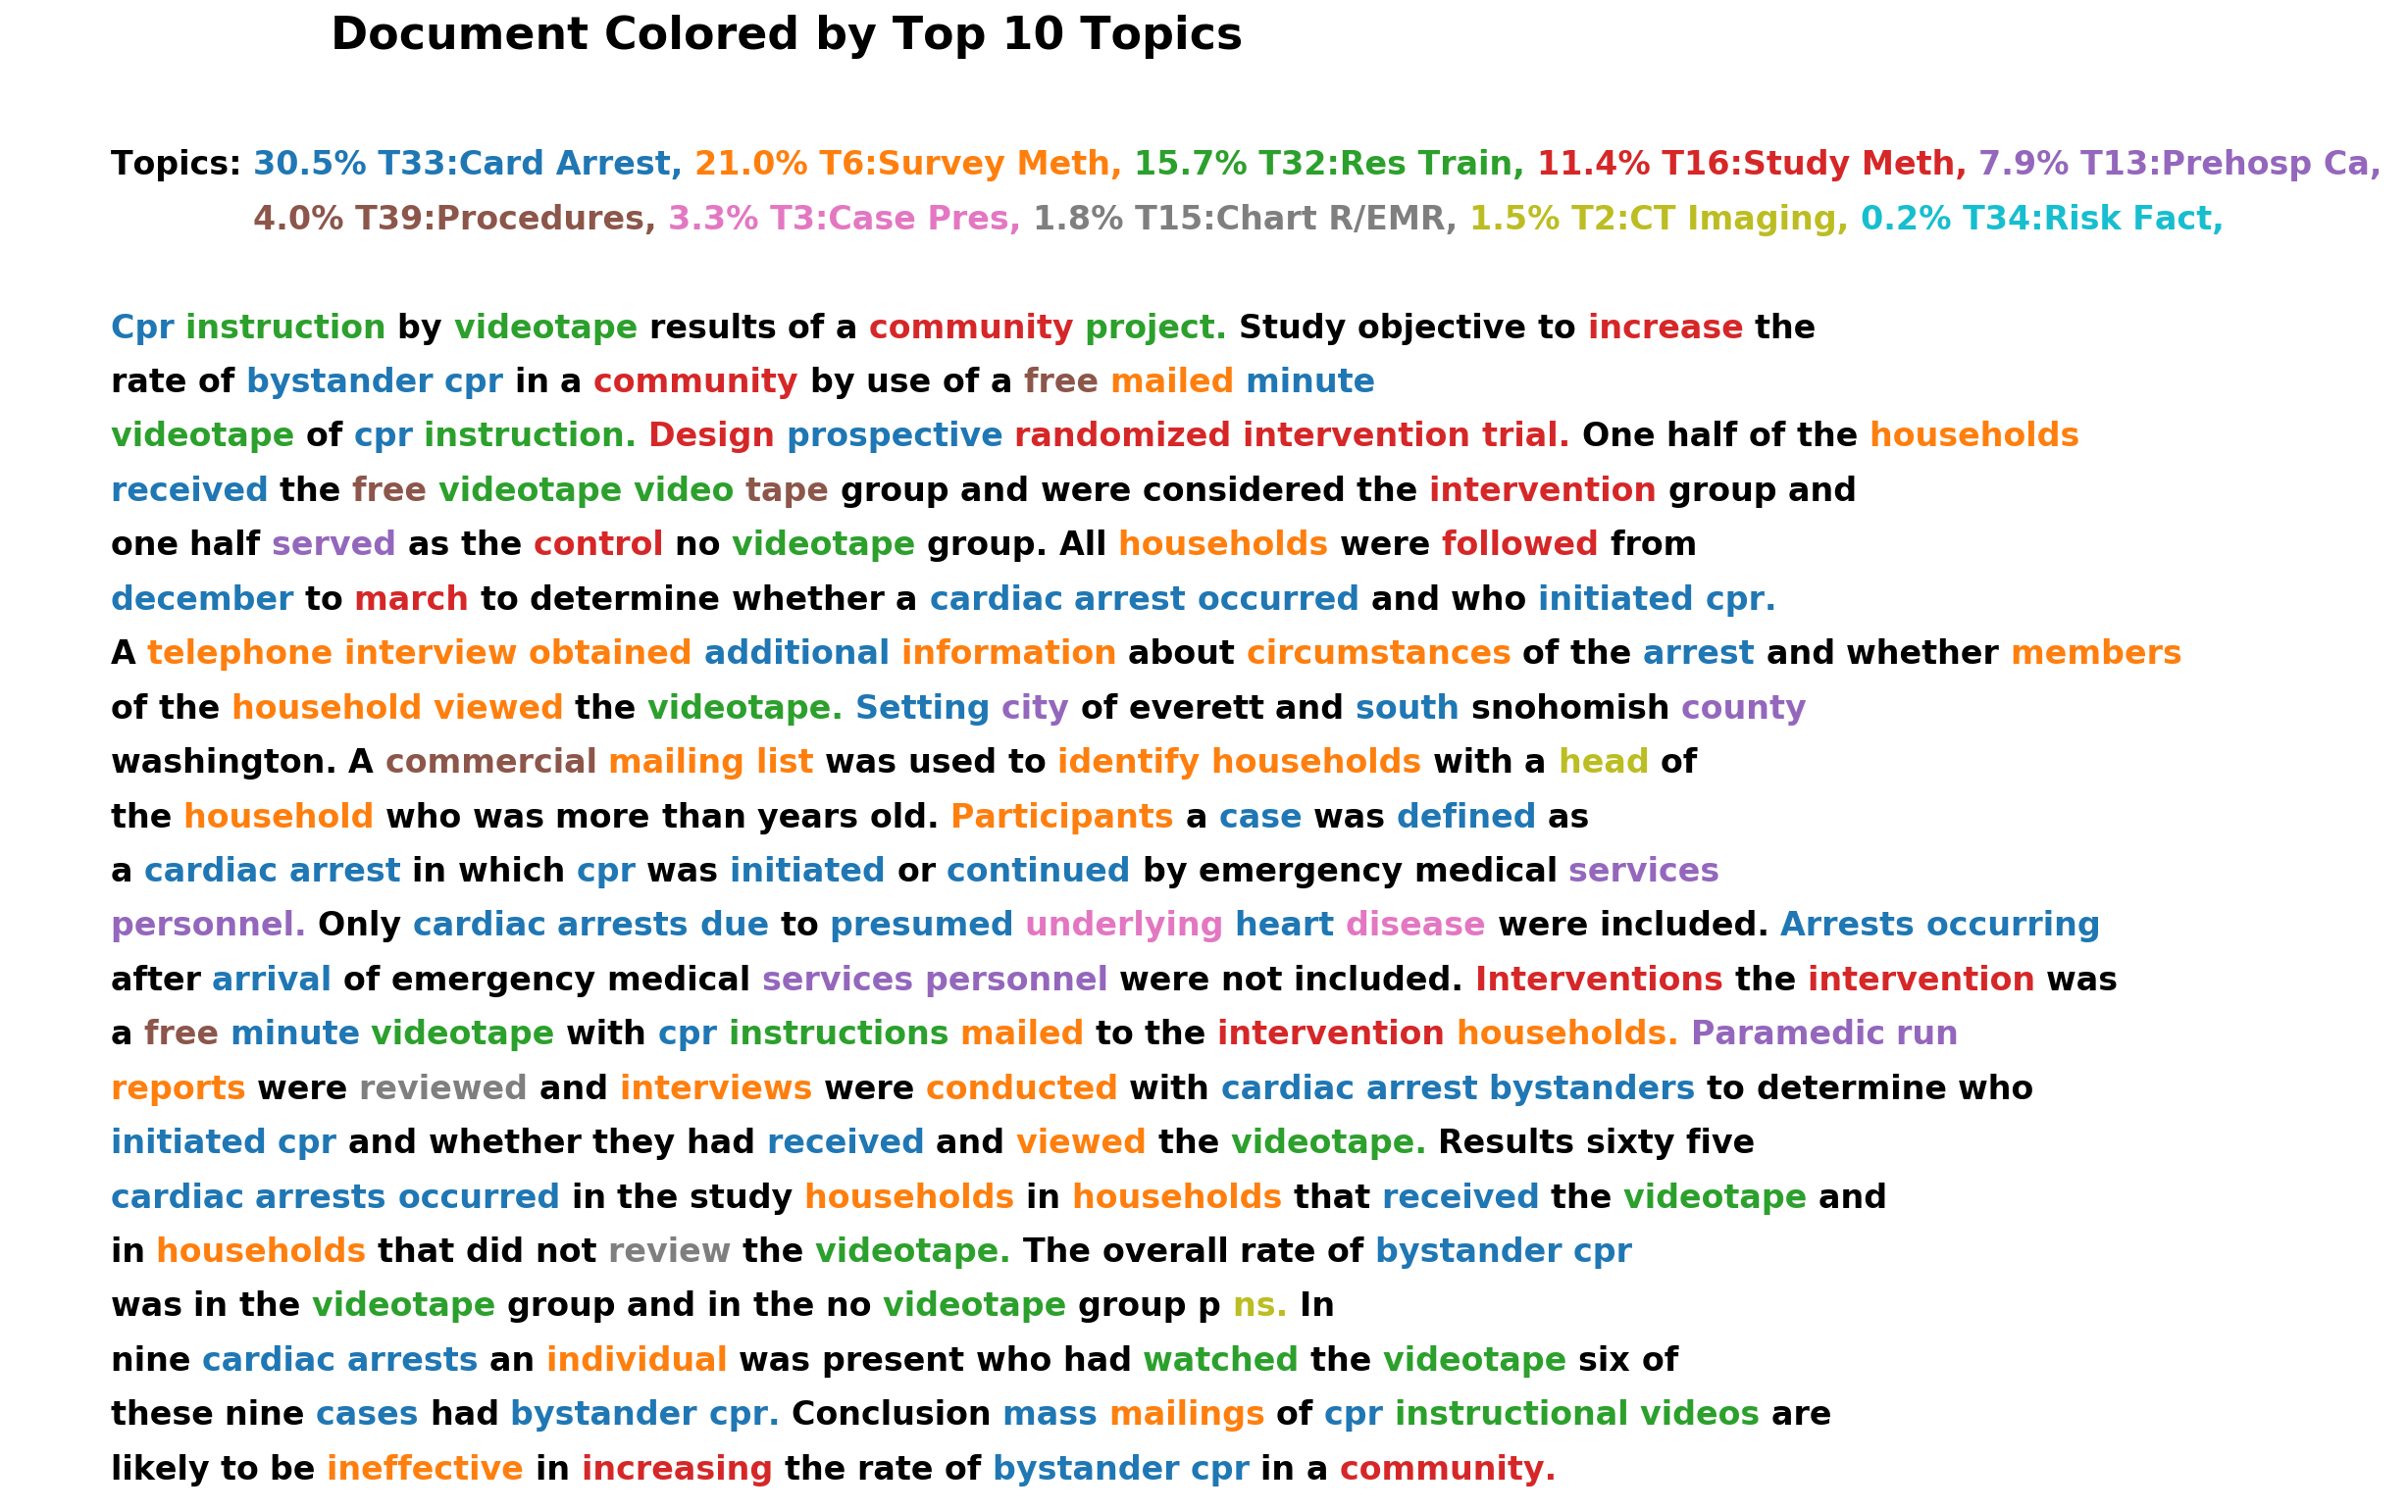 Document Colored by Top 10 Topics
Topics: 30.5% T33:Card Arrest, 21.0% T6:Survey Meth, 15.7% T32:Res Train, 11.4% T16:Study Meth, 7.9% T13:Prehosp Ca,
4.0% T39:Procedures, 3.3% T3:Case Pres, 1.8% T15:Chart R/EMR, 1.5% T2:CT Imaging, 0.2% T34:Risk Fact,
Cpr instruction by videotape results of a community project. Study objective to increase the
rate of bystander cpr in a community by use of a free mailed minute
videotape of cpr instruction. Design prospective randomized intervention trial. One half of the households
received the free videotape video tape group and were considered the intervention group and
one half served as the control no videotape group. All households were followed from
december to march to determine whether a cardiac arrest occurred and who initiated cpr.
A telephone interview obtained additional information about circumstances of the arrest and whether members
of the household viewed the videotape. Setting city of everett and south snohomish county
washington. A commercial mailing list was used to identify households with a head of
the household who was more than years old. Participants a case was defined as
a cardiac arrest in which cpr was initiated or continued by emergency medical services
personnel. Only cardiac arrests due to presumed underlying heart disease were included. Arrests occurring
after arrival of emergency medical services personnel were not included. Interventions the intervention was
a free minute videotape with cpr instructions mailed to the intervention households. Paramedic run
reports were reviewed and interviews were conducted with cardiac arrest bystanders to determine who
initiated cpr and whether they had received and viewed the videotape. Results sixty five
cardiac arrests occurred in the study households in households that received the videotape and
in households that did not review the videotape. The overall rate of bystander cpr
was in the videotape group and in the no videotape group p ns. In
nine cardiac arrests an individual was present who had watched the videotape six of
these nine cases had bystander cpr. Conclusion mass mailings of cpr instructional videos are
likely to be ineffective in increasing the rate of bystander cpr in a community.